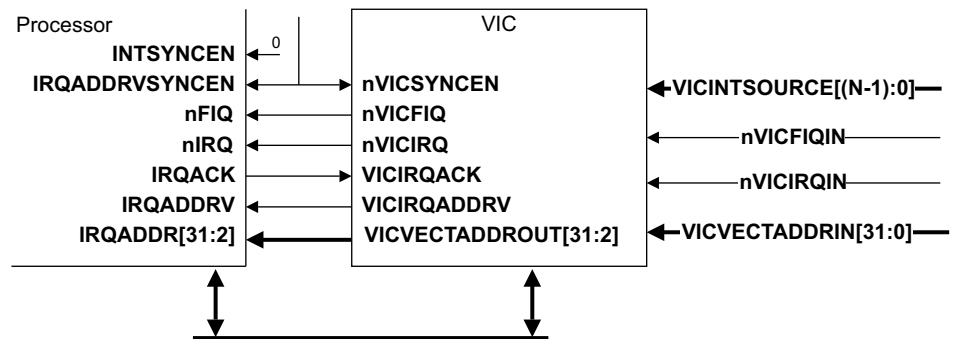 Processor
VIC
INTSYNCEN
0
IRQADDRVSYNCEN
nVICSYNCEN
VICINTSOURCE[(N-1):0]
nFIQ
nVICFIQ
nVICFIQIN
nIRQ
nVICIRQ
IRQACK
VICIRQACK
nVICIRQIN
IRQADDRV
VICIRQADDRV
IRQADDR[31:2]
VICVECTADDROUT[31:2]
VICVECTADDRIN[31:0]